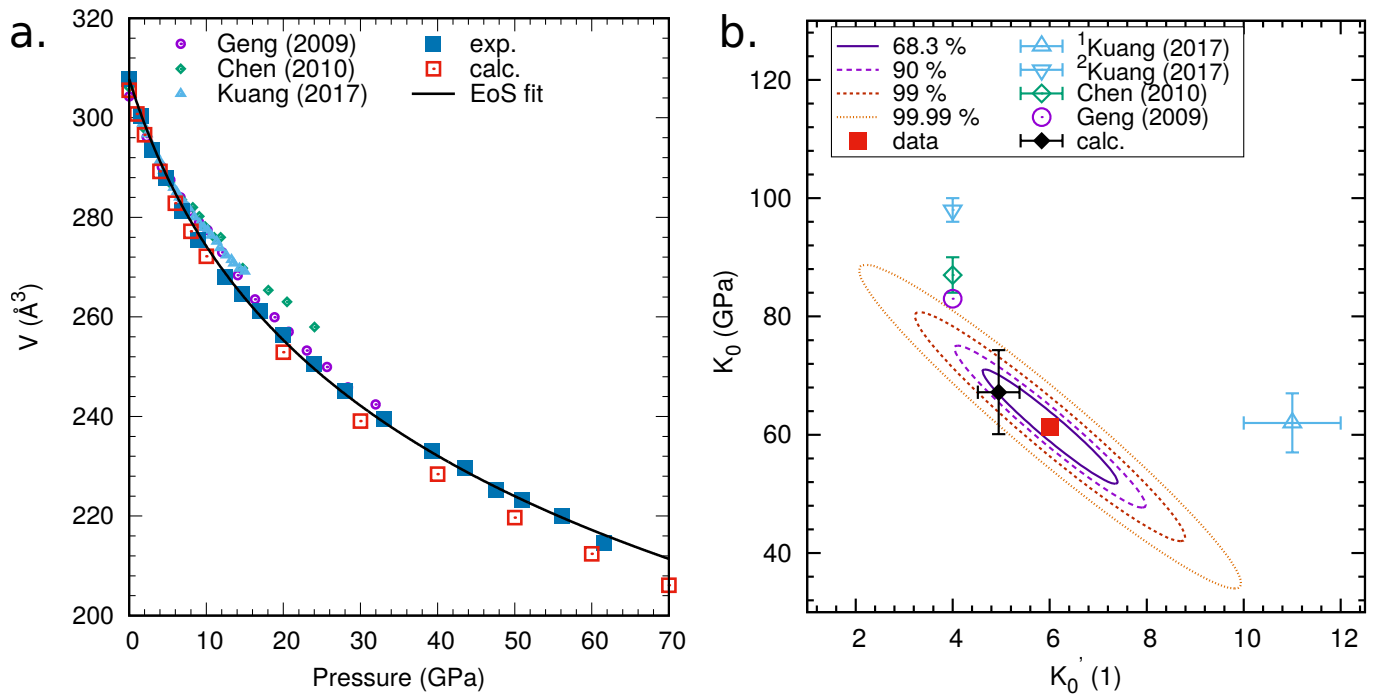 a.
320
300
280
260
240
220
200
V (Å³)
Geng (2009)
Chen (2010)
Kuang (2017)
exp.
calc.
EoS fit
0 10 20 30 40 50 60 70
Pressure (GPa)
b.
120
100
80
60
40
K₀ (GPa)
68.3 %
90 %
99 %
99.99 %
data
¹Kuang (2017)
²Kuang (2017)
Chen (2010)
Geng (2009)
calc.
2 4 6 8 10 12
K₀' (1)